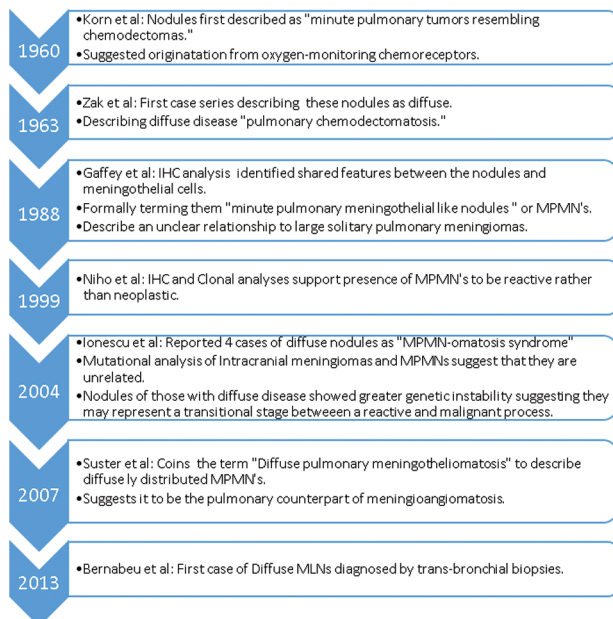 •Korn et al: Nodules first described as "minute pulmonary tumors resembling
chemodectomas."
1960
•Suggested originatation from oxygen-monitoring chemoreceptors.
•Zak et al: First case series describing these nodules as diffuse.
1963
•Describing diffuse disease "pulmonary chemodectomatosis."
•Gaffey et al: IHC analysis identified shared features between the nodules and
meningothelial cells.
1988
•Formally terming them "minute pulmonary meningothelial like nodules " or MPMN's.
•Describe an unclear relationship to large solitary pulmonary meningiomas.
•Niho et al: IHC and Clonal analyses support presence of MPMN's to be reactive rather
than neoplastic.
1999
•Ionescu et al: Reported 4 cases of diffuse nodules as "MPMN-omatosis syndrome"
•Mutational analysis of Intracranial meningiomas and MPMNs suggest that they are
unrelated.
2004
•Nodules of those with diffuse disease showed greater genetic instability suggesting they
may represent a transitional stage betweeen a reactive and malignant process.
•Suster et al: Coins the term "Diffuse pulmonary meningotheliomatosis" to describe
diffuse ly distributed MPMN's.
2007
•Suggests it to be the pulmonary counterpart of meningioangiomatosis.
•Bernabeu et al: First case of Diffuse MLNs diagnosed by trans-bronchial biopsies.
2013